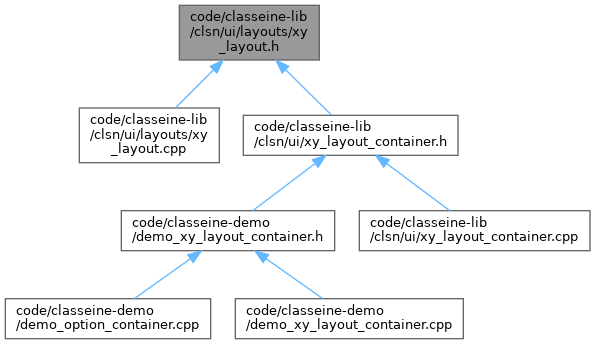 code/classeine-lib
/clsn/ui/layouts/xy
_layout.h
code/classeine-lib
/clsn/ui/layouts/xy
_layout.cpp
code/classeine-lib
/clsn/ui/xy_layout_container.h
code/classeine-demo
/demo_xy_layout_container.h
code/classeine-lib
/clsn/ui/xy_layout_container.cpp
code/classeine-demo
/demo_option_container.cpp
code/classeine-demo
/demo_xy_layout_container.cpp